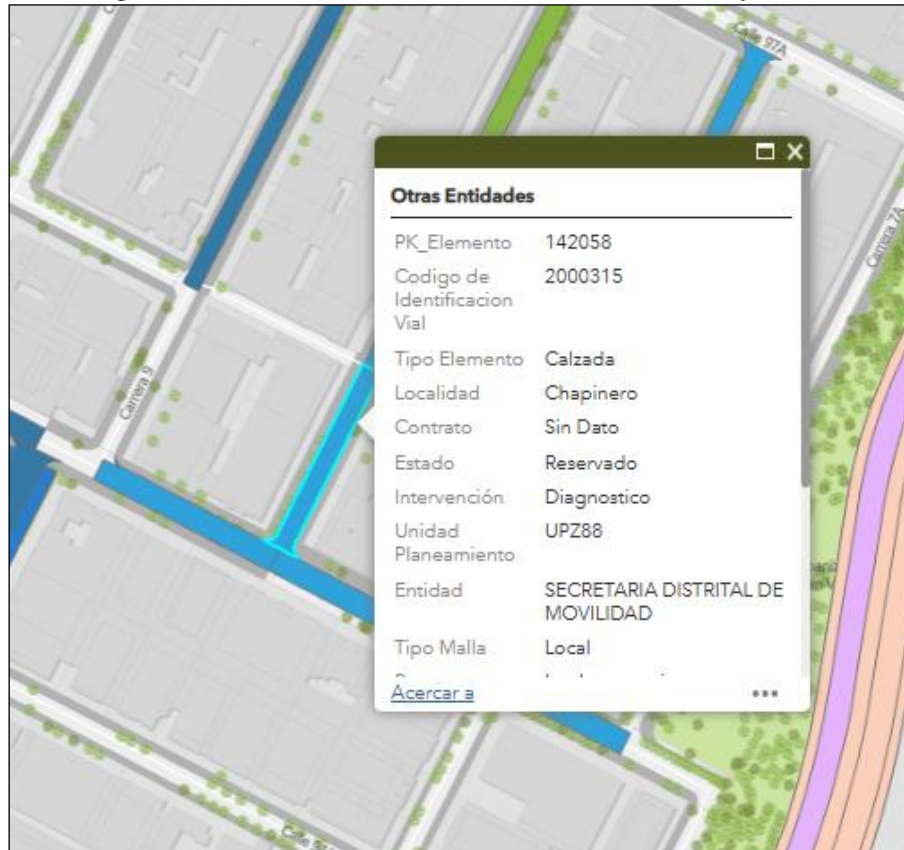 Calle 97A
Otras Entidades
PK_Elemento 142058
Codigo de 2000315
Identificacion
Vial
Tipo Elemento Calzada
Localidad Chapinero
Contrato Sin Dato
Estado Reservado
Intervención Diagnostico
Unidad UPZ88
Planeamiento
Entidad SECRETARIA DISTRITAL DE
MOVILIDAD
Tipo Malla Local
Acercar a
Carrera 7A
Carrera 9